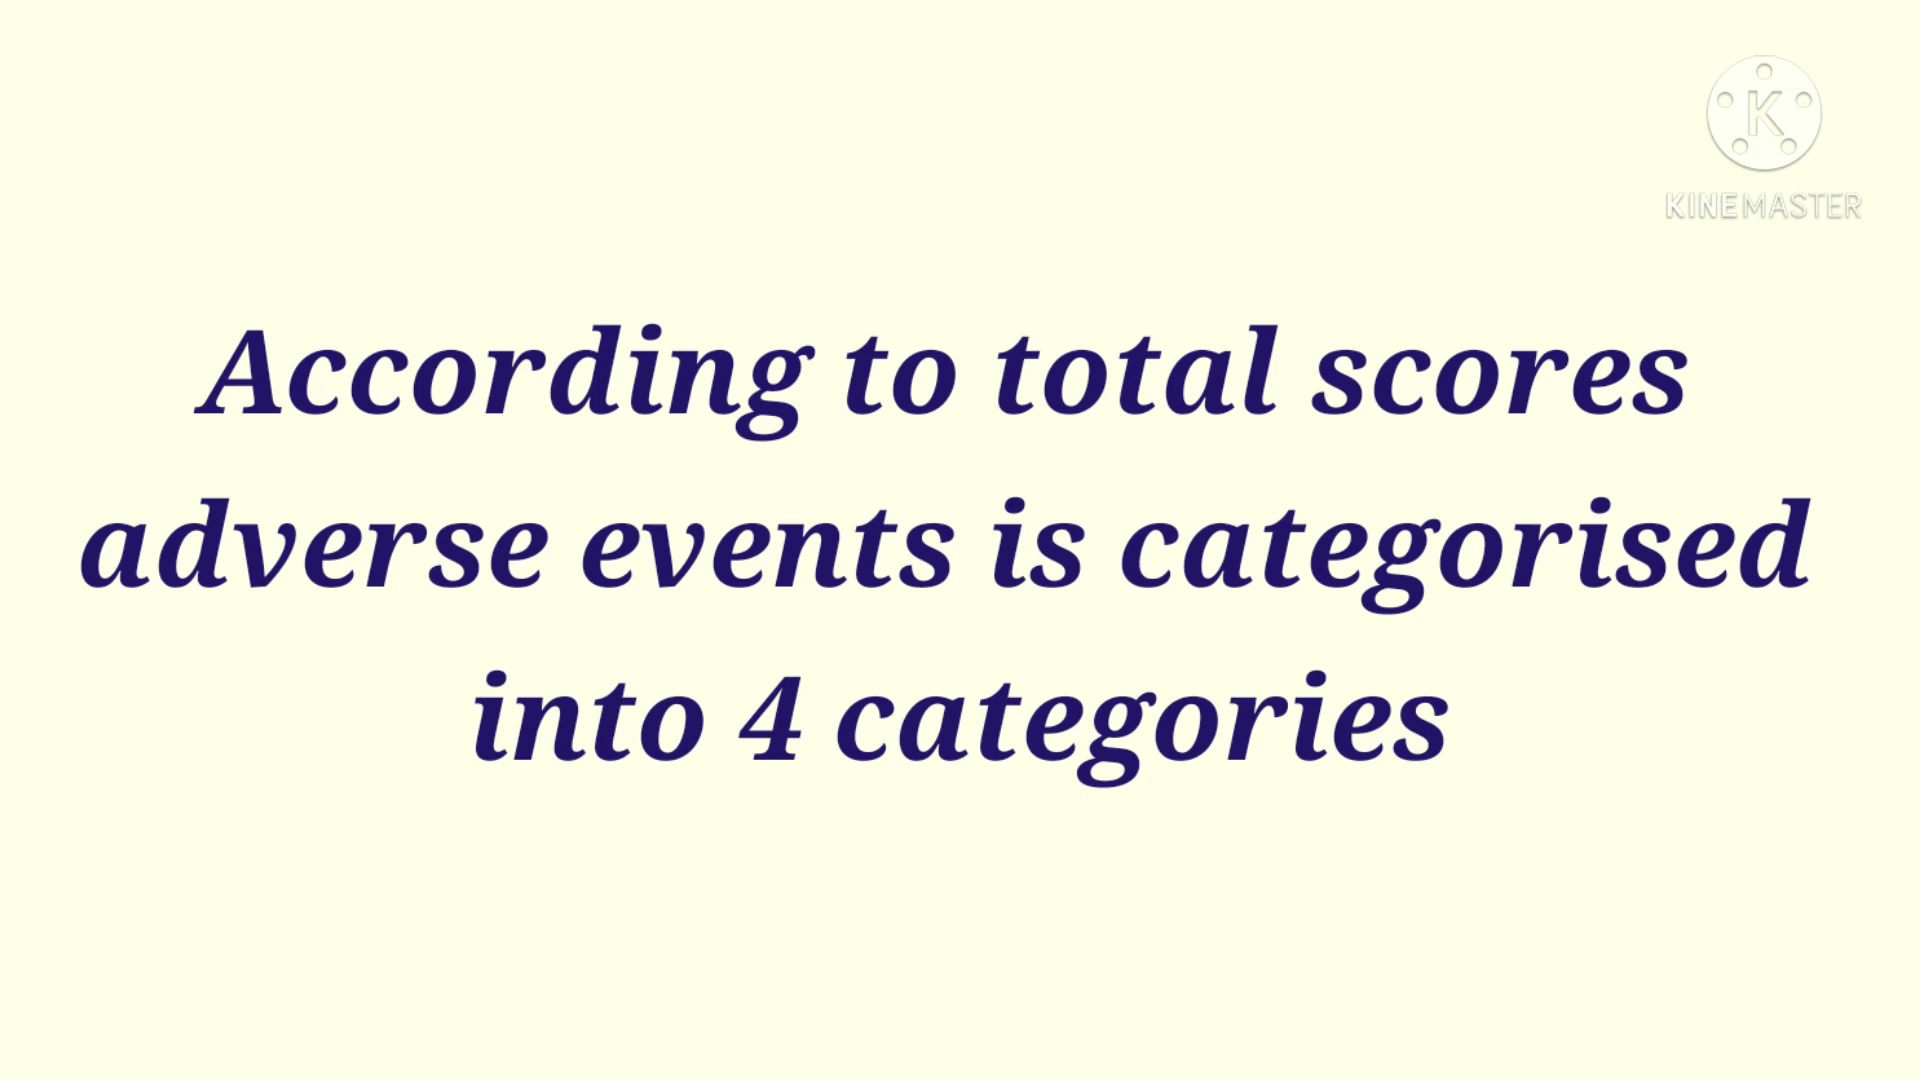 K
KINEMASTER
According to total scores
adverse events is categorised
into 4 categories